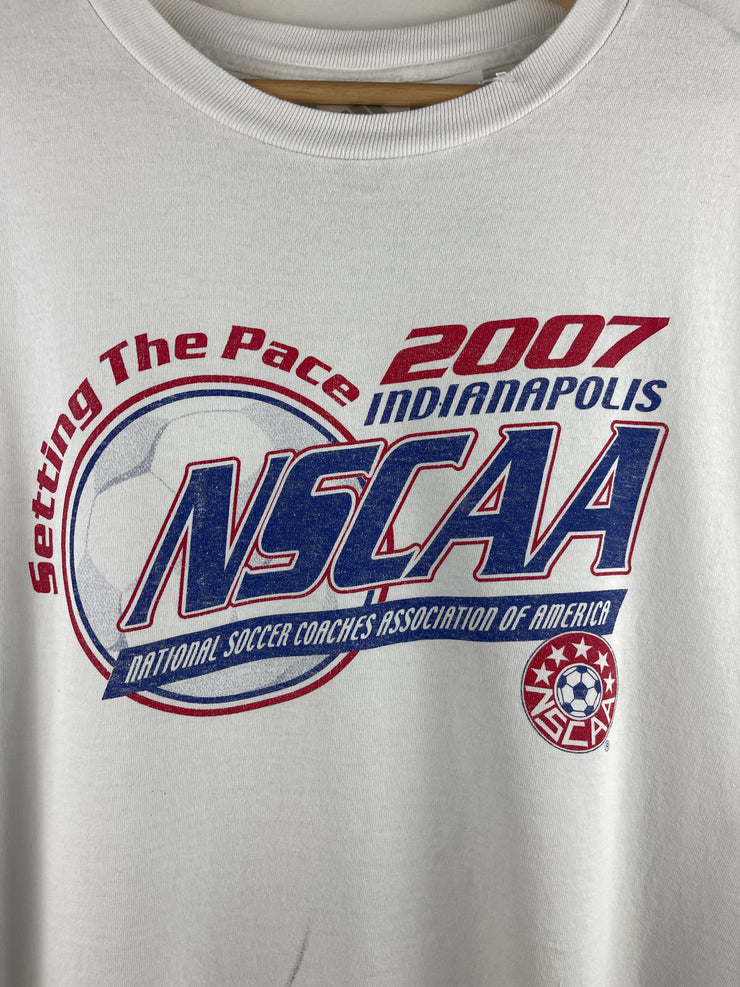 Setting The Pace
2007
INDIANAPOLIS
NSCAA
NATIONAL SOCCER COACHES ASSOCIATION OF AMERICA
NSCAA
®